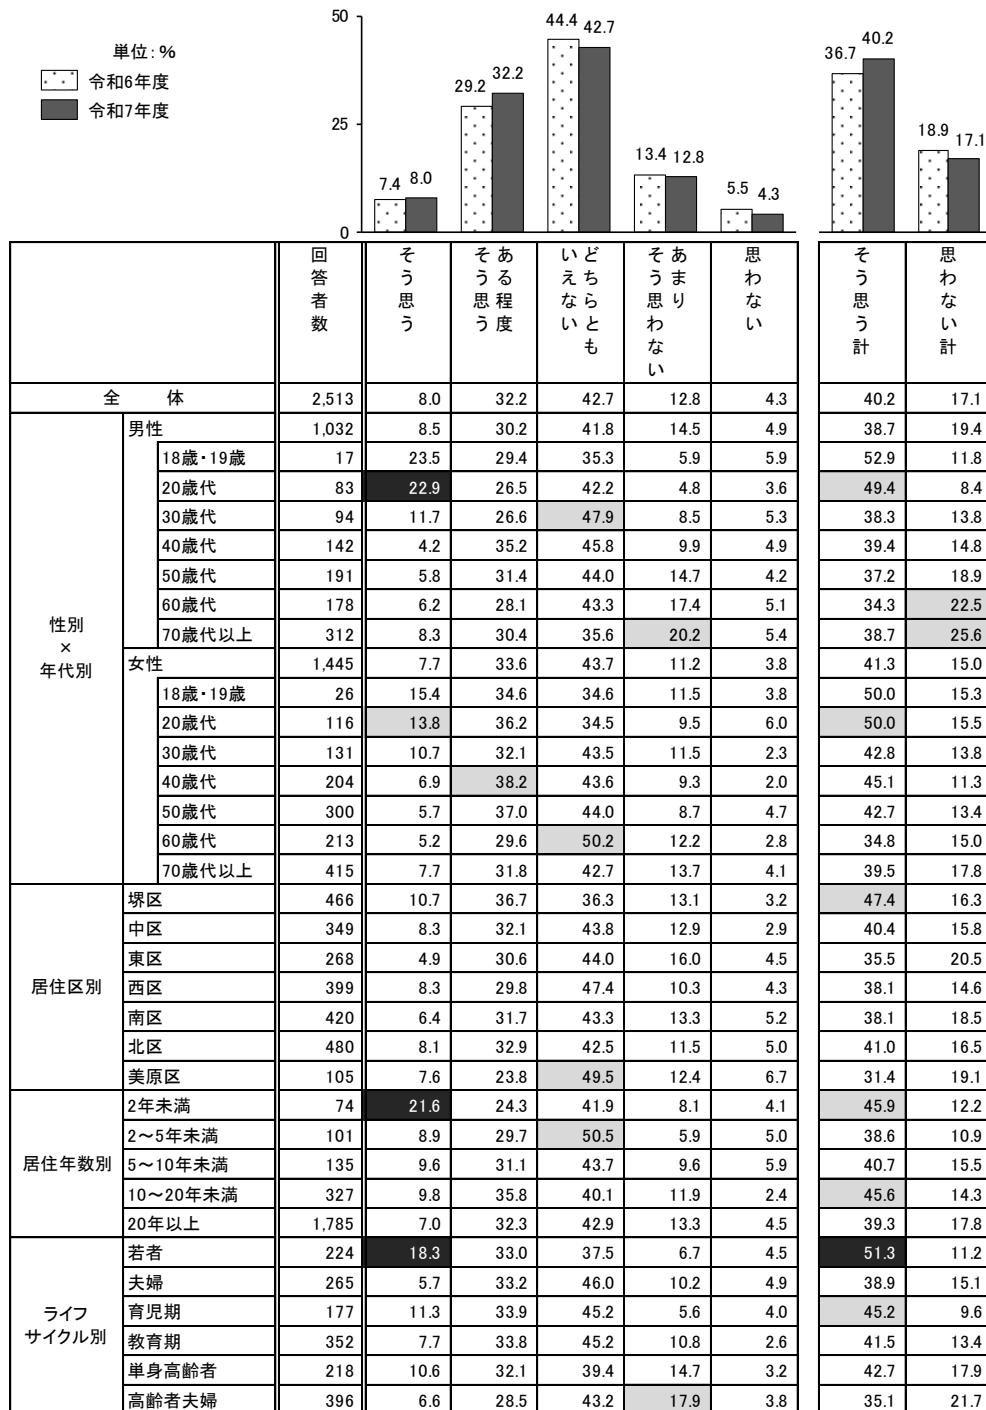 単位:%
令和6年度
令和7年度
50
25
0
7.4 8.0
29.2 32.2
44.4 42.7
13.4 12.8
5.5 4.3
36.7 40.2
18.9 17.1
回答者数 そう思う ある程度そう思う どちらともいえない あまりそう思わない 思わない そう思う計 思わない計
全体 2,513 8.0 32.2 42.7 12.8 4.3 40.2 17.1
性別×年代別
男性 1,032 8.5 30.2 41.8 14.5 4.9 38.7 19.4
18歳・19歳 17 23.5 29.4 35.3 5.9 5.9 52.9 11.8
20歳代 83 22.9 26.5 42.2 4.8 3.6 49.4 8.4
30歳代 94 11.7 26.6 47.9 8.5 5.3 38.3 13.8
40歳代 142 4.2 35.2 45.8 9.9 4.9 39.4 14.8
50歳代 191 5.8 31.4 44.0 14.7 4.2 37.2 18.9
60歳代 178 6.2 28.1 43.3 17.4 5.1 34.3 22.5
70歳代以上 312 8.3 30.4 35.6 20.2 5.4 38.7 25.6
女性 1,445 7.7 33.6 43.7 11.2 3.8 41.3 15.0
18歳・19歳 26 15.4 34.6 34.6 11.5 3.8 50.0 15.3
20歳代 116 13.8 36.2 34.5 9.5 6.0 50.0 15.5
30歳代 131 10.7 32.1 43.5 11.5 2.3 42.8 13.8
40歳代 204 6.9 38.2 43.6 9.3 2.0 45.1 11.3
50歳代 300 5.7 37.0 44.0 8.7 4.7 42.7 13.4
60歳代 213 5.2 29.6 50.2 12.2 2.8 34.8 15.0
70歳代以上 415 7.7 31.8 42.7 13.7 4.1 39.5 17.8
居住区別
堺区 466 10.7 36.7 36.3 13.1 3.2 47.4 16.3
中区 349 8.3 32.1 43.8 12.9 2.9 40.4 15.8
東区 268 4.9 30.6 44.0 16.0 4.5 35.5 20.5
西区 399 8.3 29.8 47.4 10.3 4.3 38.1 14.6
南区 420 6.4 31.7 43.3 13.3 5.2 38.1 18.5
北区 480 8.1 32.9 42.5 11.5 5.0 41.0 16.5
美原区 105 7.6 23.8 49.5 12.4 6.7 31.4 19.1
居住年数別
2年未満 74 21.6 24.3 41.9 8.1 4.1 45.9 12.2
2～5年未満 101 8.9 29.7 50.5 5.9 5.0 38.6 10.9
5～10年未満 135 9.6 31.1 43.7 9.6 5.9 40.7 15.5
10～20年未満 327 9.8 35.8 40.1 11.9 2.4 45.6 14.3
20年以上 1,785 7.0 32.3 42.9 13.3 4.5 39.3 17.8
ライフサイクル別
若者 224 18.3 33.0 37.5 6.7 4.5 51.3 11.2
夫婦 265 5.7 33.2 46.0 10.2 4.9 38.9 15.1
育児期 177 11.3 33.9 45.2 5.6 4.0 45.2 9.6
教育期 352 7.7 33.8 45.2 10.8 2.6 41.5 13.4
単身高齢者 218 10.6 32.1 39.4 14.7 3.2 42.7 17.9
高齢者夫婦 396 6.6 28.5 43.2 17.9 3.8 35.1 21.7